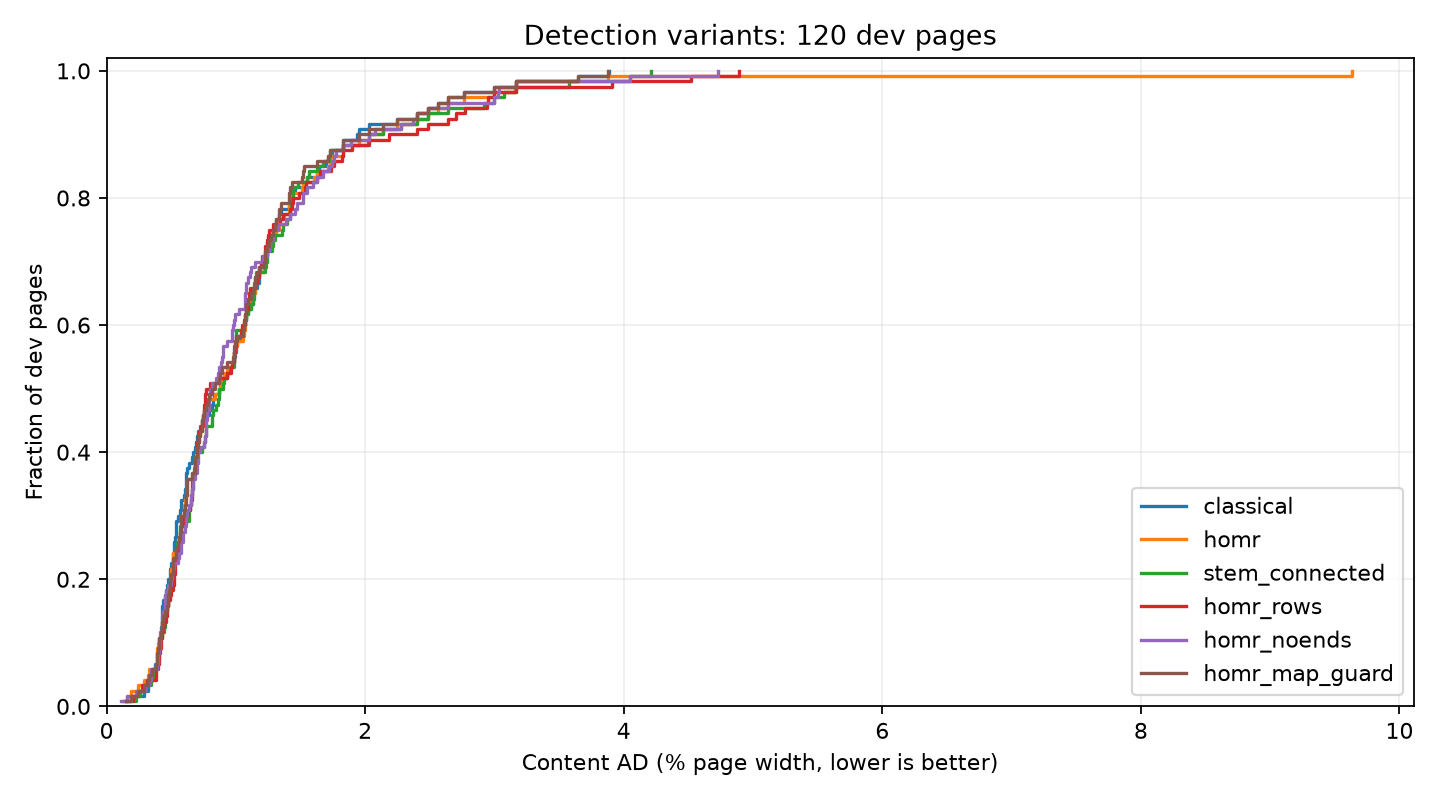 Detection variants: 120 dev pages
1.0
0.8
0.6
0.4
0.2
0.0
Fraction of dev pages
0 2 4 6 8 10
Content AD (% page width, lower is better)
classical
homr
stem_connected
homr_rows
homr_noends
homr_map_guard